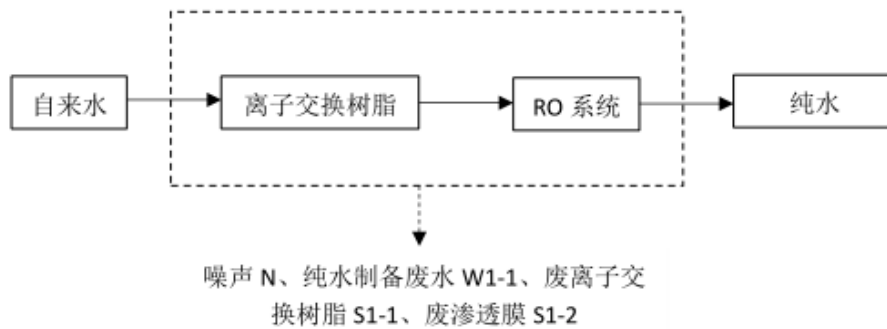 自来水
离子交换树脂
RO 系统
纯水
噪声 N、纯水制备废水 W1-1、废离子交
换树脂 S1-1、废渗透膜 S1-2